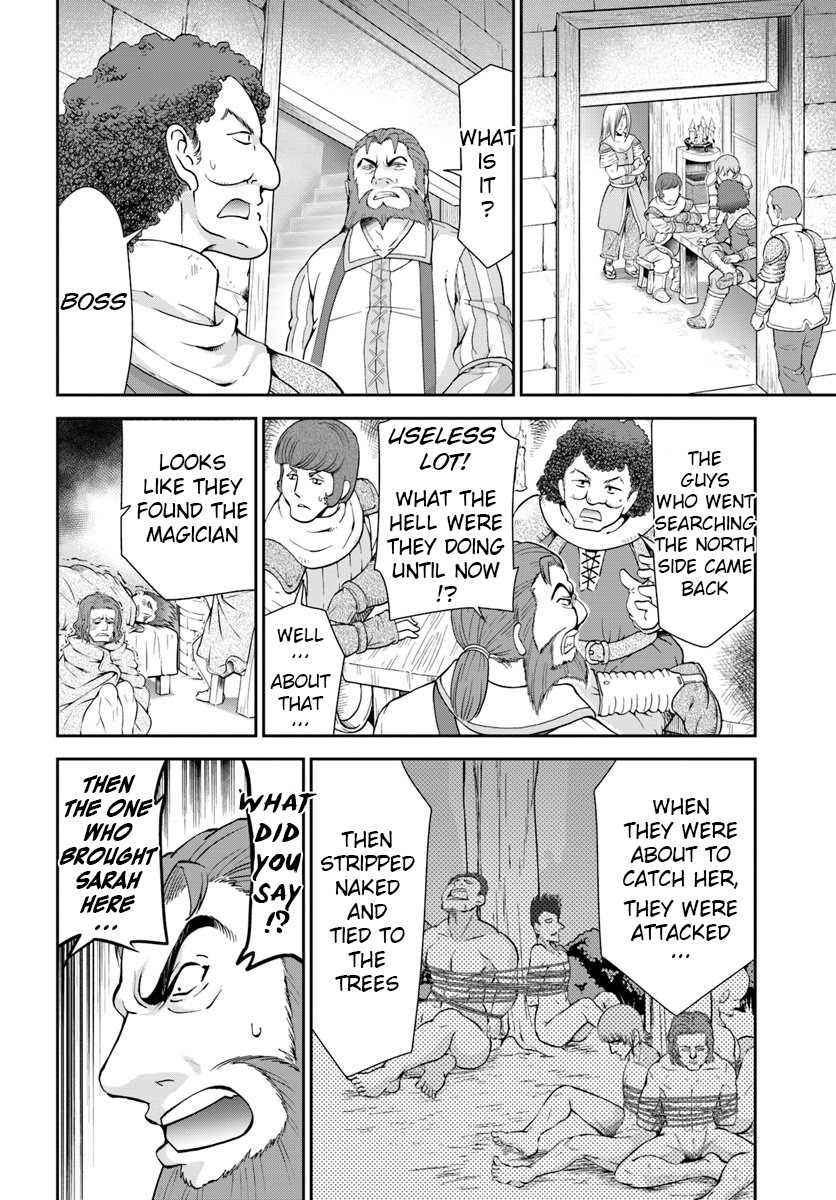 WHAT
IS
IT
?
BOSS
THE
GUYS
WHO WENT
SEARCHING
THE NORTH
SIDE CAME
BACK
USELESS
LOT!
WHAT THE
HELL WERE
THEY DOING
UNTIL NOW
!?
WELL
...
ABOUT
THAT
...
LOOKS
LIKE THEY
FOUND THE
MAGICIAN
WHEN
THEY WERE
ABOUT TO
CATCH HER,
THEY WERE
ATTACKED
...
THEN
STRIPPED
NAKED
AND
TIED TO
THE
TREES
WHAT
DID
YOU
SAY
!?
THEN
THE ONE
WHO
BROUGHT
SARAH
HERE
...